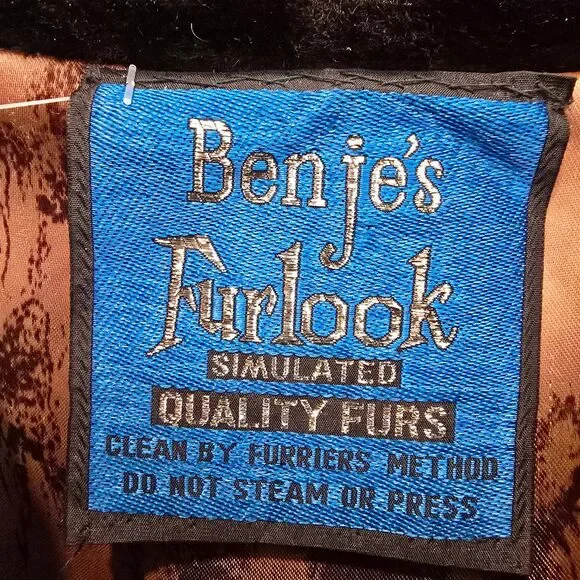 Benje's
Furlook
SIMULATED
QUALITY FURS
CLEAN BY FURRIERS METHOD
DO NOT STEAM OR PRESS